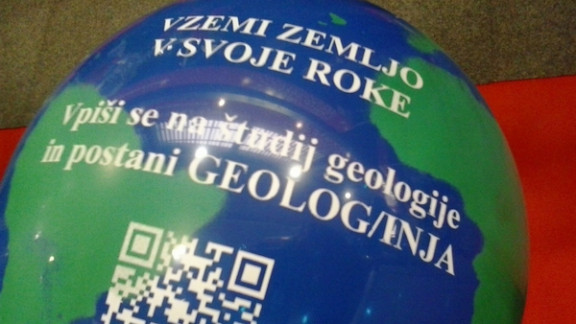 VZEMI ZEMLJO
V SVOJE ROKE
Vpiši se na študij geologije
in postani GEOLOG/INJA